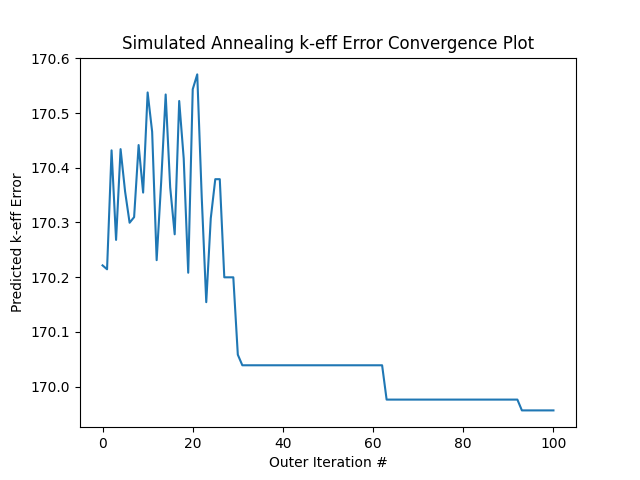 Simulated Annealing k-eff Error Convergence Plot
170.6
170.5
170.4
170.3
170.2
170.1
170.0
Predicted k-eff Error
0 20 40 60 80 100
Outer Iteration #